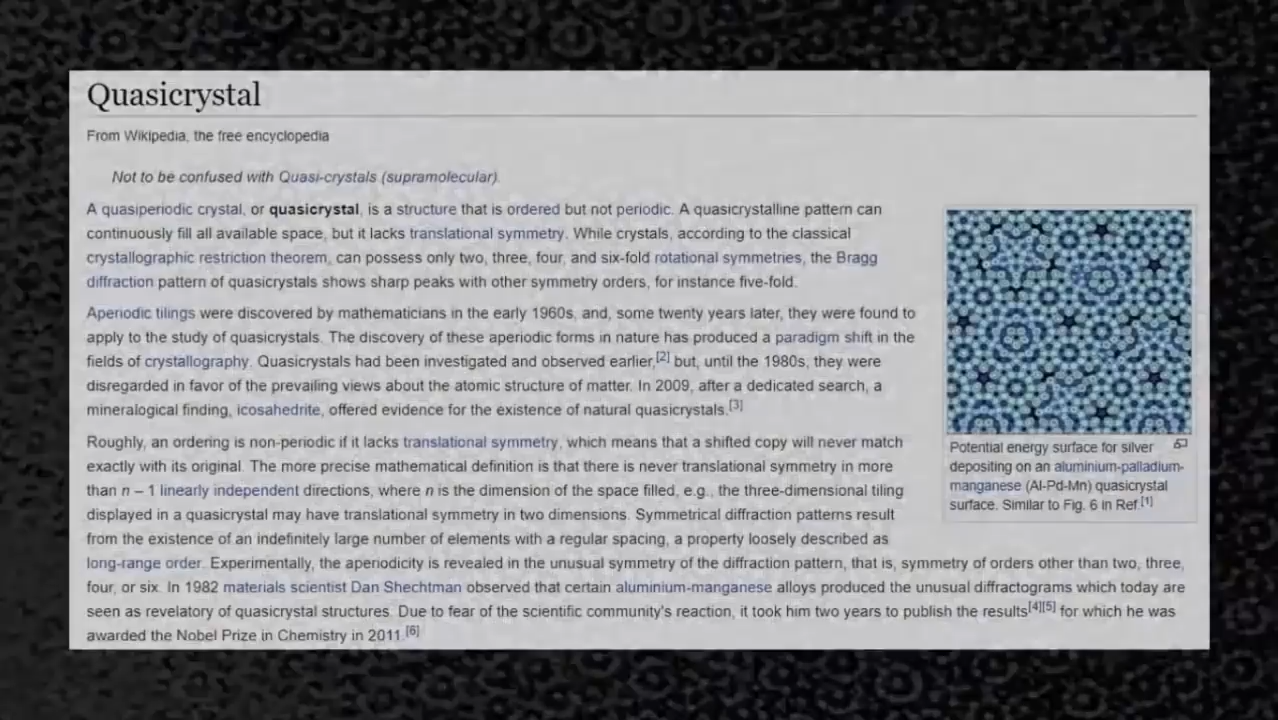 Quasicrystal
From Wikipedia, the free encyclopedia
Not to be confused with Quasi-crystals (supramolecular).
A quasiperiodic crystal, or quasicrystal, is a structure that is ordered but not periodic. A quasicrystalline pattern can
continuously fill all available space, but it lacks translational symmetry. While crystals, according to the classical
crystallographic restriction theorem, can possess only two, three, four, and six-fold rotational symmetries, the Bragg
diffraction pattern of quasicrystals shows sharp peaks with other symmetry orders, for instance five-fold.
Aperiodic tilings were discovered by mathematicians in the early 1960s, and, some twenty years later, they were found to
apply to the study of quasicrystals. The discovery of these aperiodic forms in nature has produced a paradigm shift in the
fields of crystallography. Quasicrystals had been investigated and observed earlier,[2] but, until the 1980s, they were
disregarded in favor of the prevailing views about the atomic structure of matter. In 2009, after a dedicated search, a
mineralogical finding, icosahedrite, offered evidence for the existence of natural quasicrystals.[3]
Roughly, an ordering is non-periodic if it lacks translational symmetry, which means that a shifted copy will never match
exactly with its original. The more precise mathematical definition is that there is never translational symmetry in more
than n – 1 linearly independent directions, where n is the dimension of the space filled, e.g., the three-dimensional tiling
displayed in a quasicrystal may have translational symmetry in two dimensions. Symmetrical diffraction patterns result
from the existence of an indefinitely large number of elements with a regular spacing, a property loosely described as
long-range order. Experimentally, the aperiodicity is revealed in the unusual symmetry of the diffraction pattern, that is, symmetry of orders other than two, three,
four, or six. In 1982 materials scientist Dan Shechtman observed that certain aluminium-manganese alloys produced the unusual diffractograms which today are
seen as revelatory of quasicrystal structures. Due to fear of the scientific community's reaction, it took him two years to publish the results[4][5] for which he was
awarded the Nobel Prize in Chemistry in 2011.[6]
Potential energy surface for silver
depositing on an aluminium-palladium-
manganese (Al-Pd-Mn) quasicrystal
surface. Similar to Fig. 6 in Ref.[1]